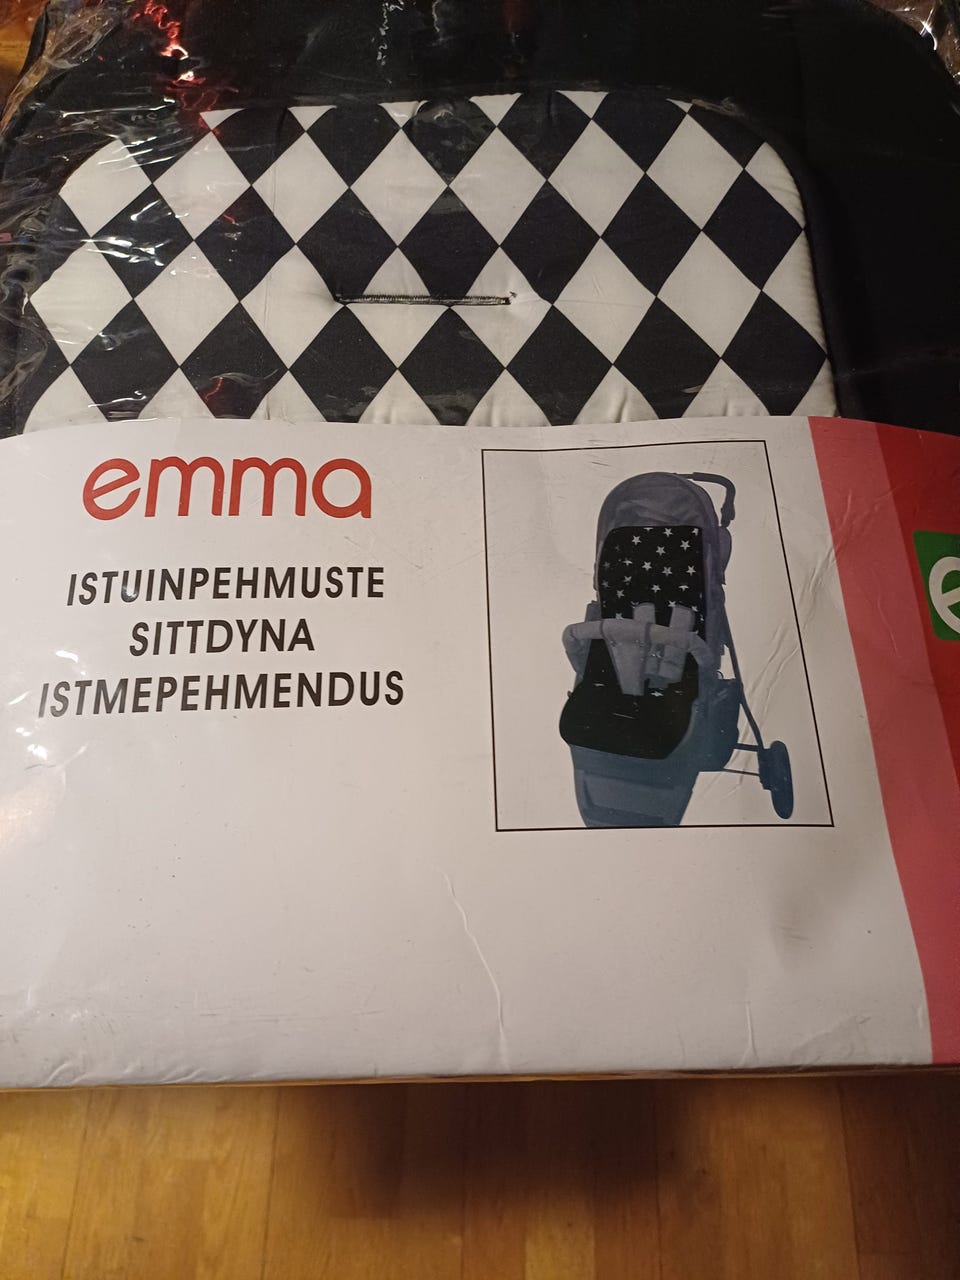 emma
ISTUINPEHMUSTE
SITTDYNA
ISTMEPEHMENDUS
e